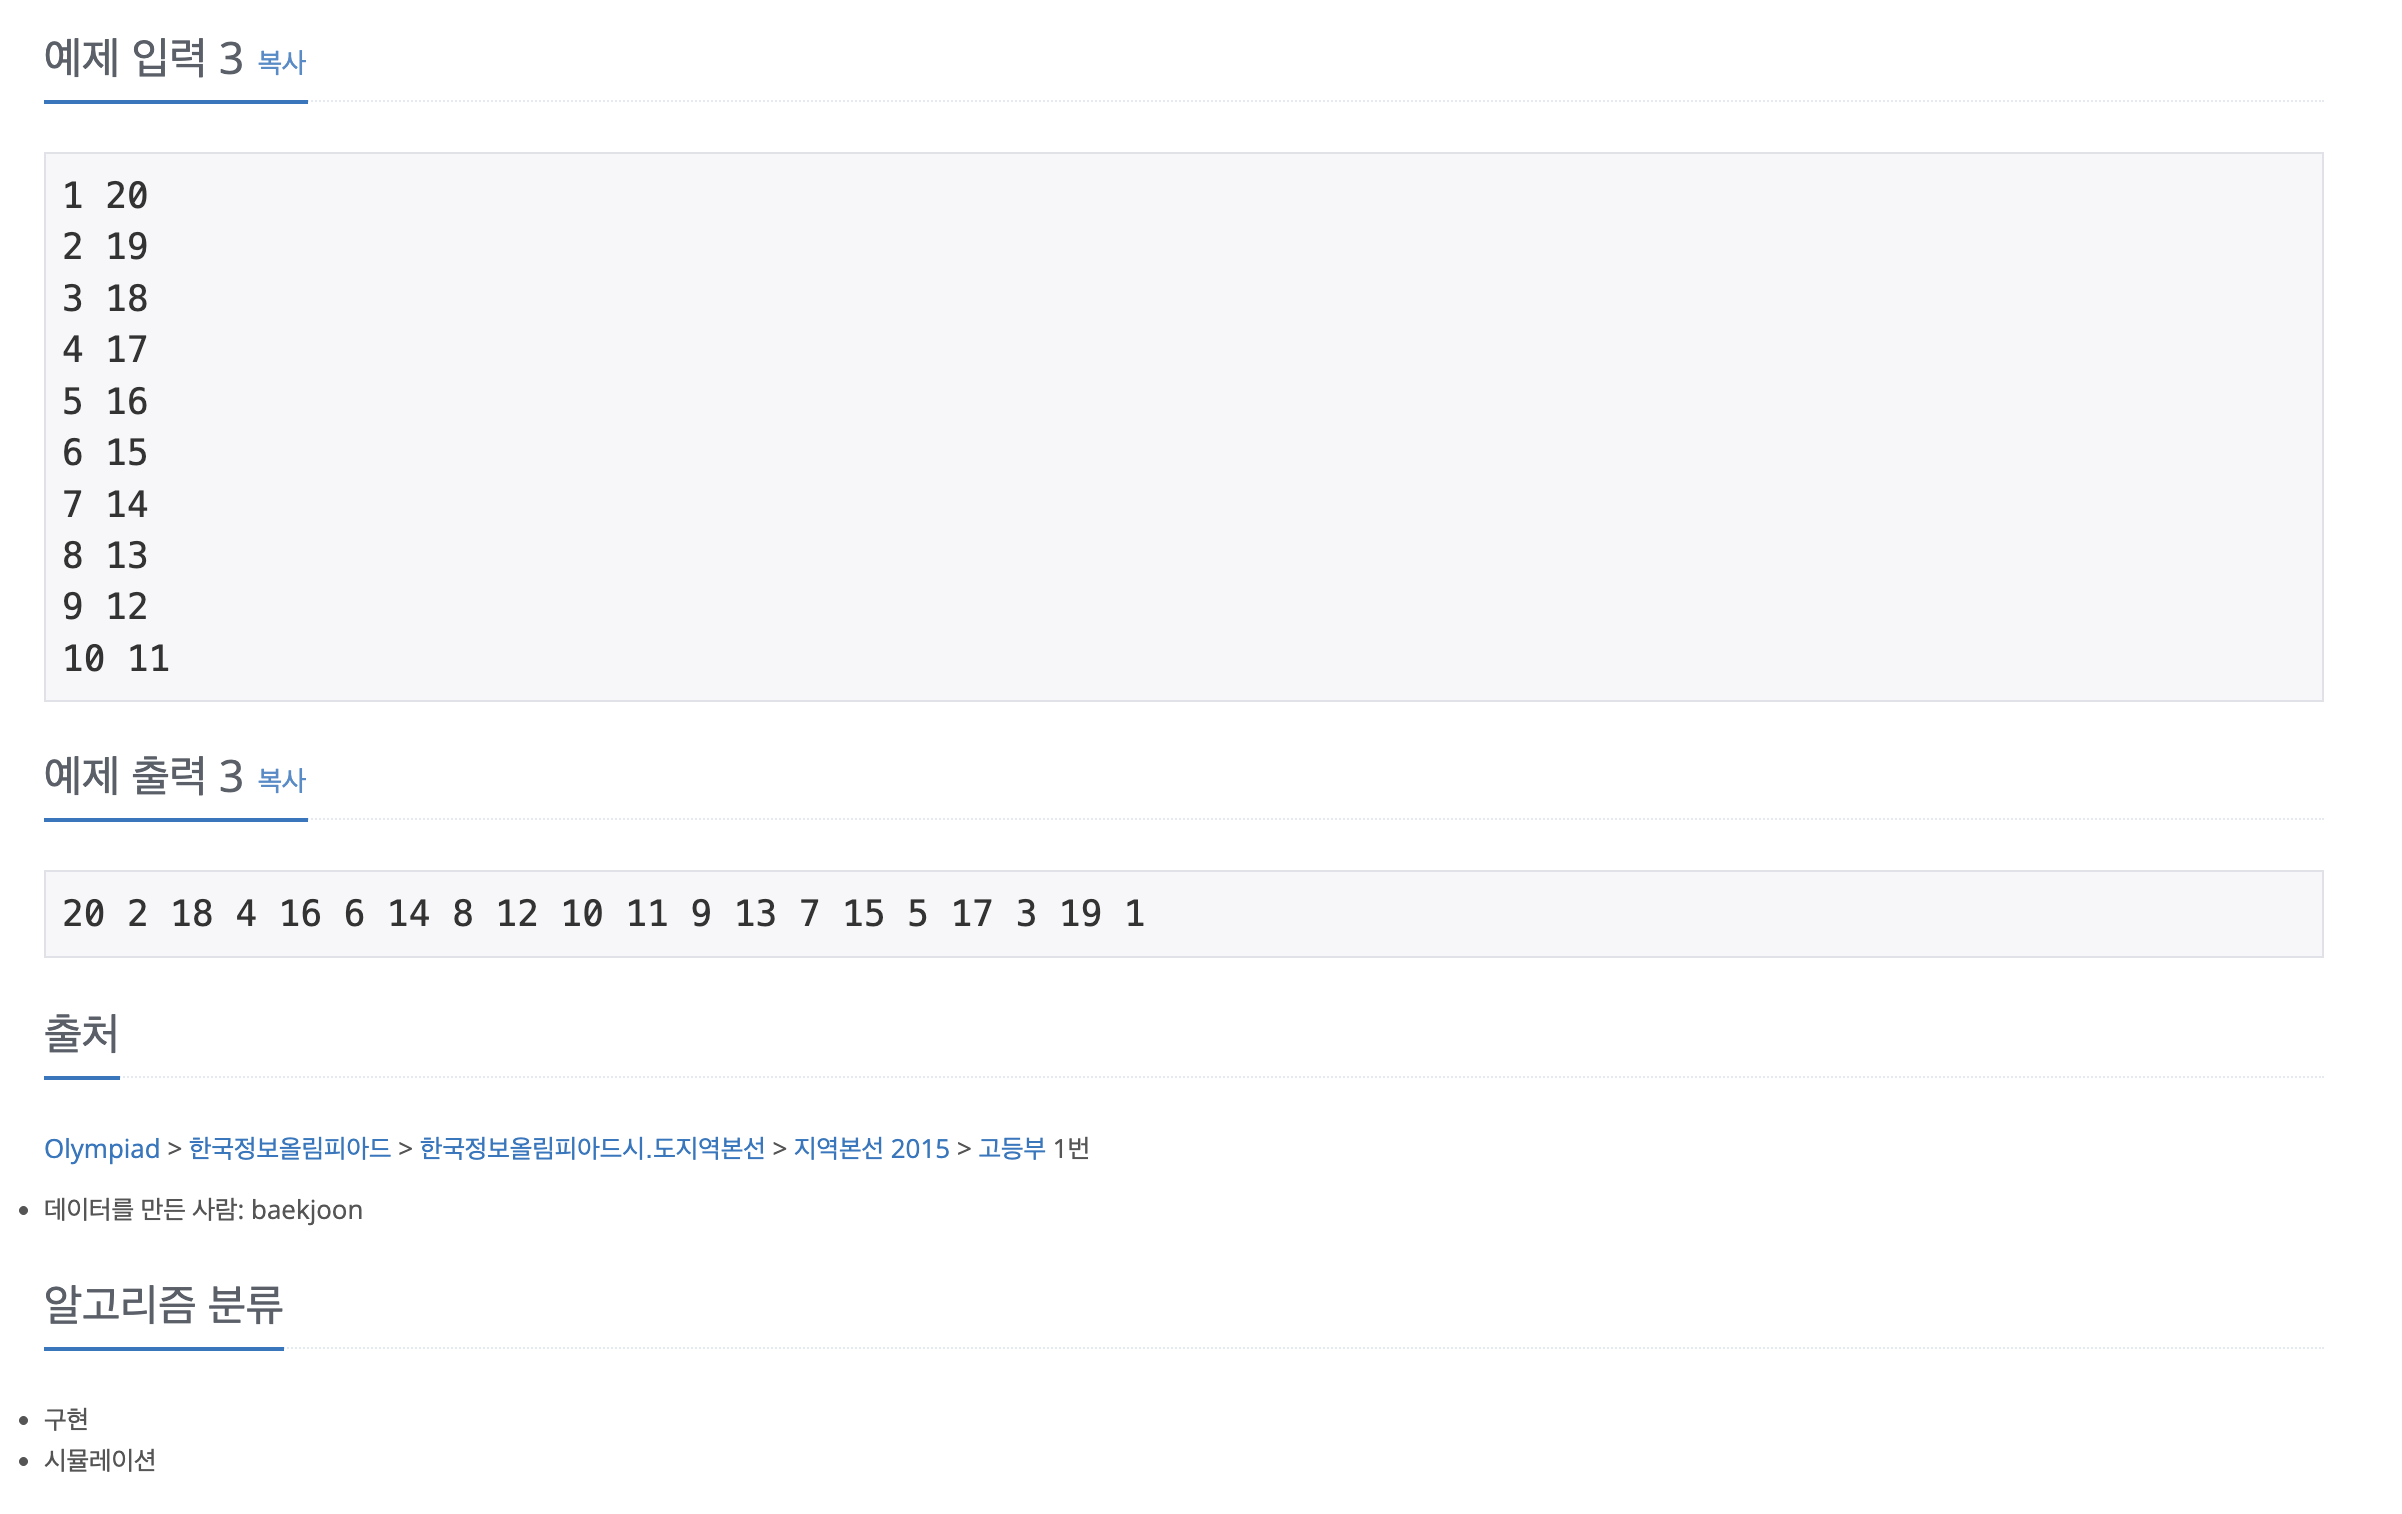 예제 입력 3 복사
1 20
2 19
3 18
4 17
5 16
6 15
7 14
8 13
9 12
10 11
예제 출력 3 복사
20 2 18 4 16 6 14 8 12 10 11 9 13 7 15 5 17 3 19 1
출처
Olympiad > 한국정보올림피아드 > 한국정보올림피아드시.도지역본선 > 지역본선 2015 > 고등부 1번
데이터를 만든 사람: baekjoon
알고리즘 분류
구현
시뮬레이션